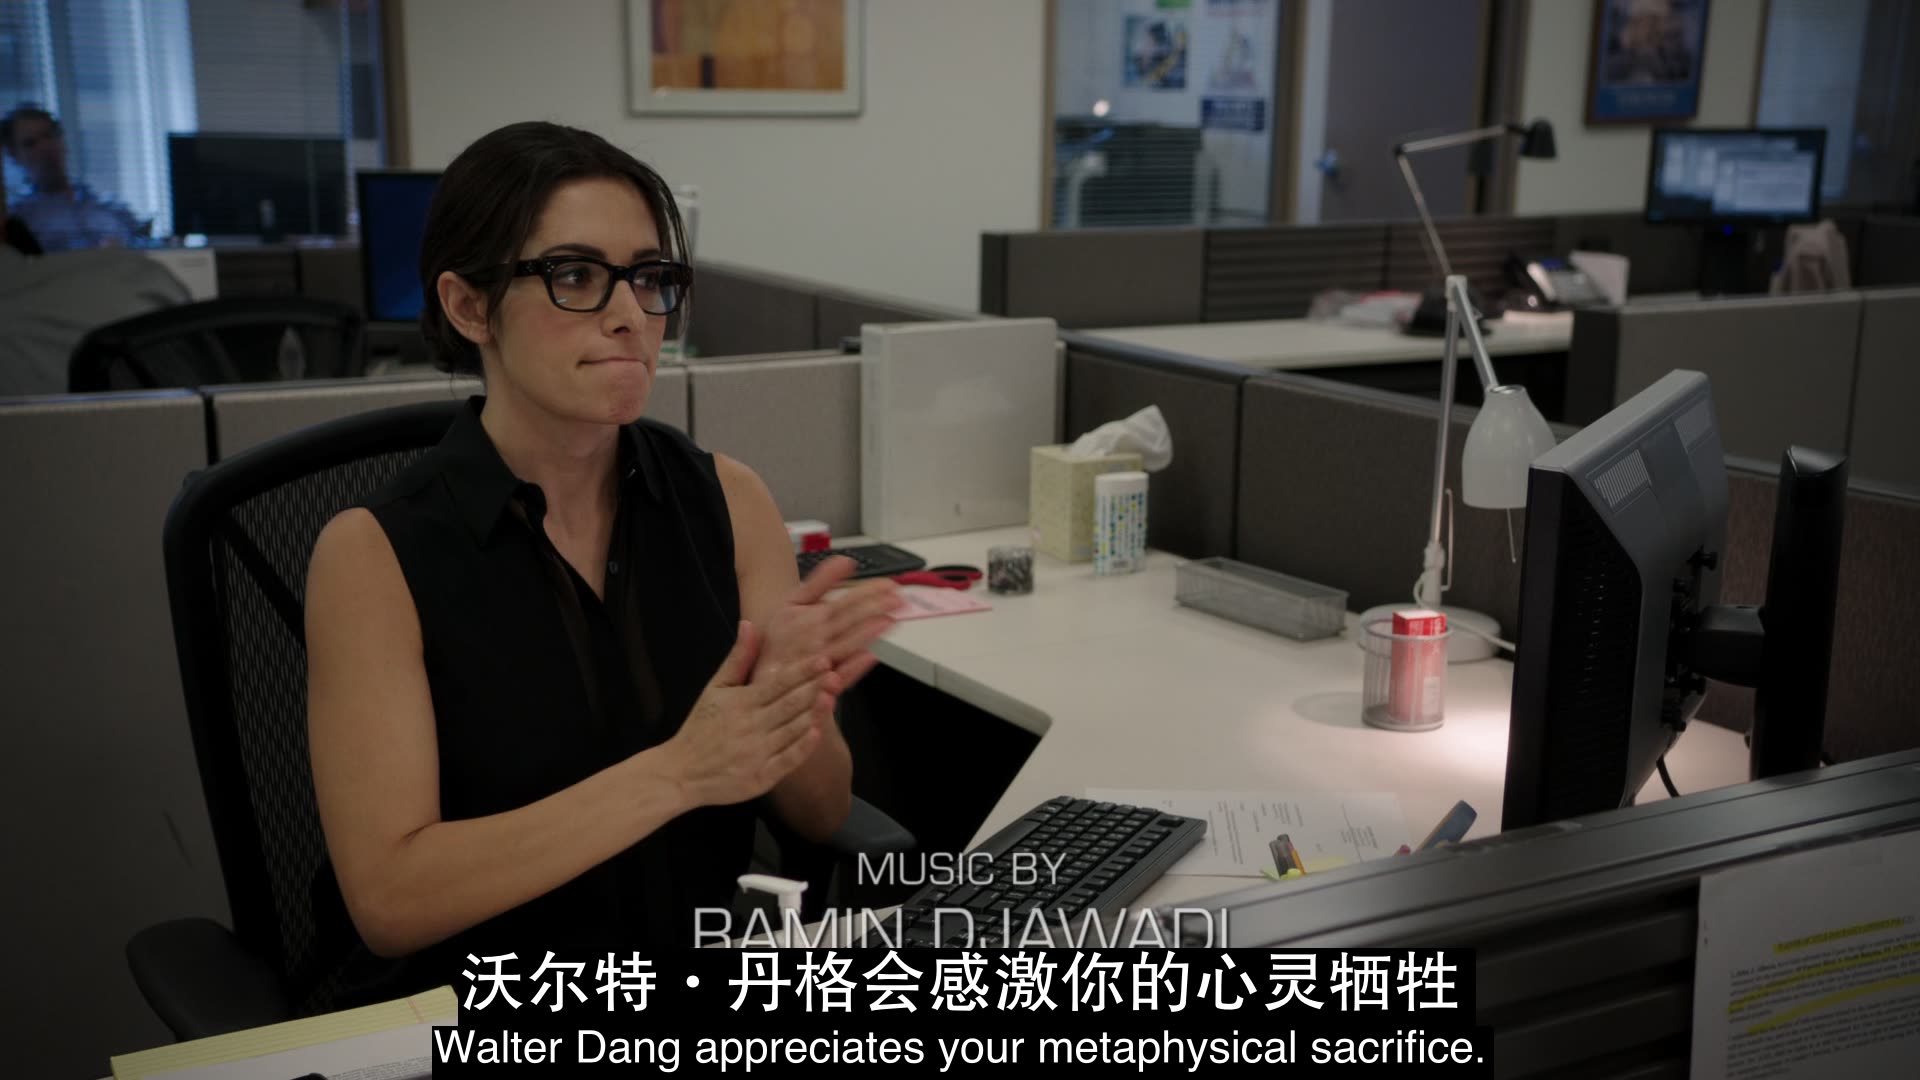 MUSIC BY
RAMIN DJAWADI
沃尔特·丹格会感激你的心灵牺牲
Walter Dang appreciates your metaphysical sacrifice.